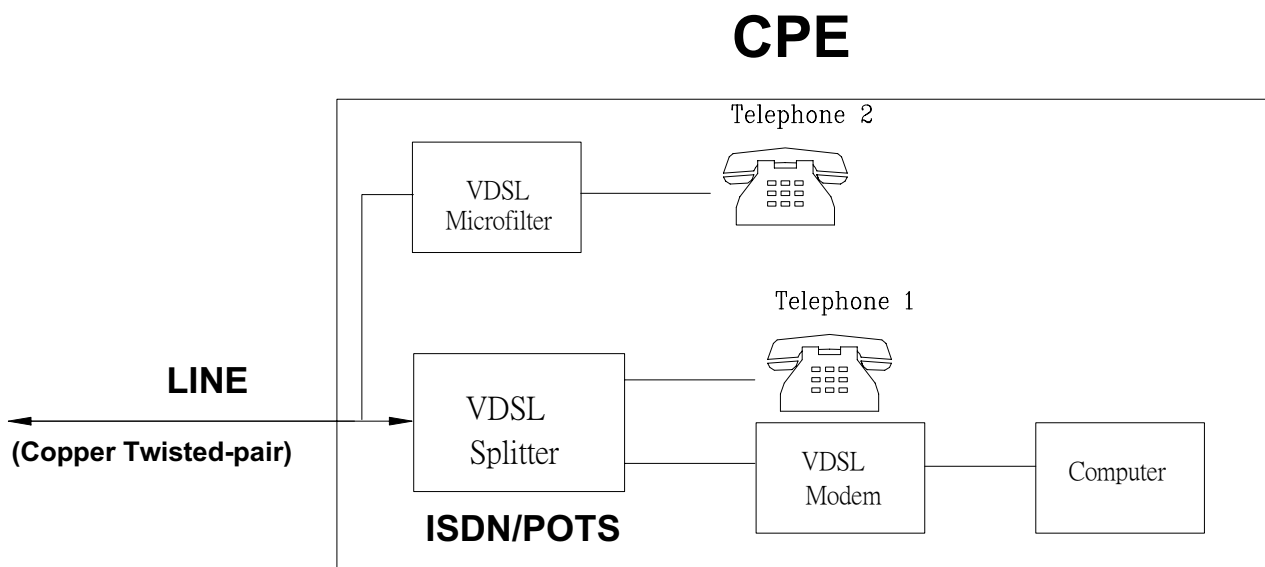 CPE
Telephone 2
VDSL
Microfilter
Telephone 1
LINE
(Copper Twisted-pair)
VDSL
Splitter
VDSL
Modem
Computer
ISDN/POTS